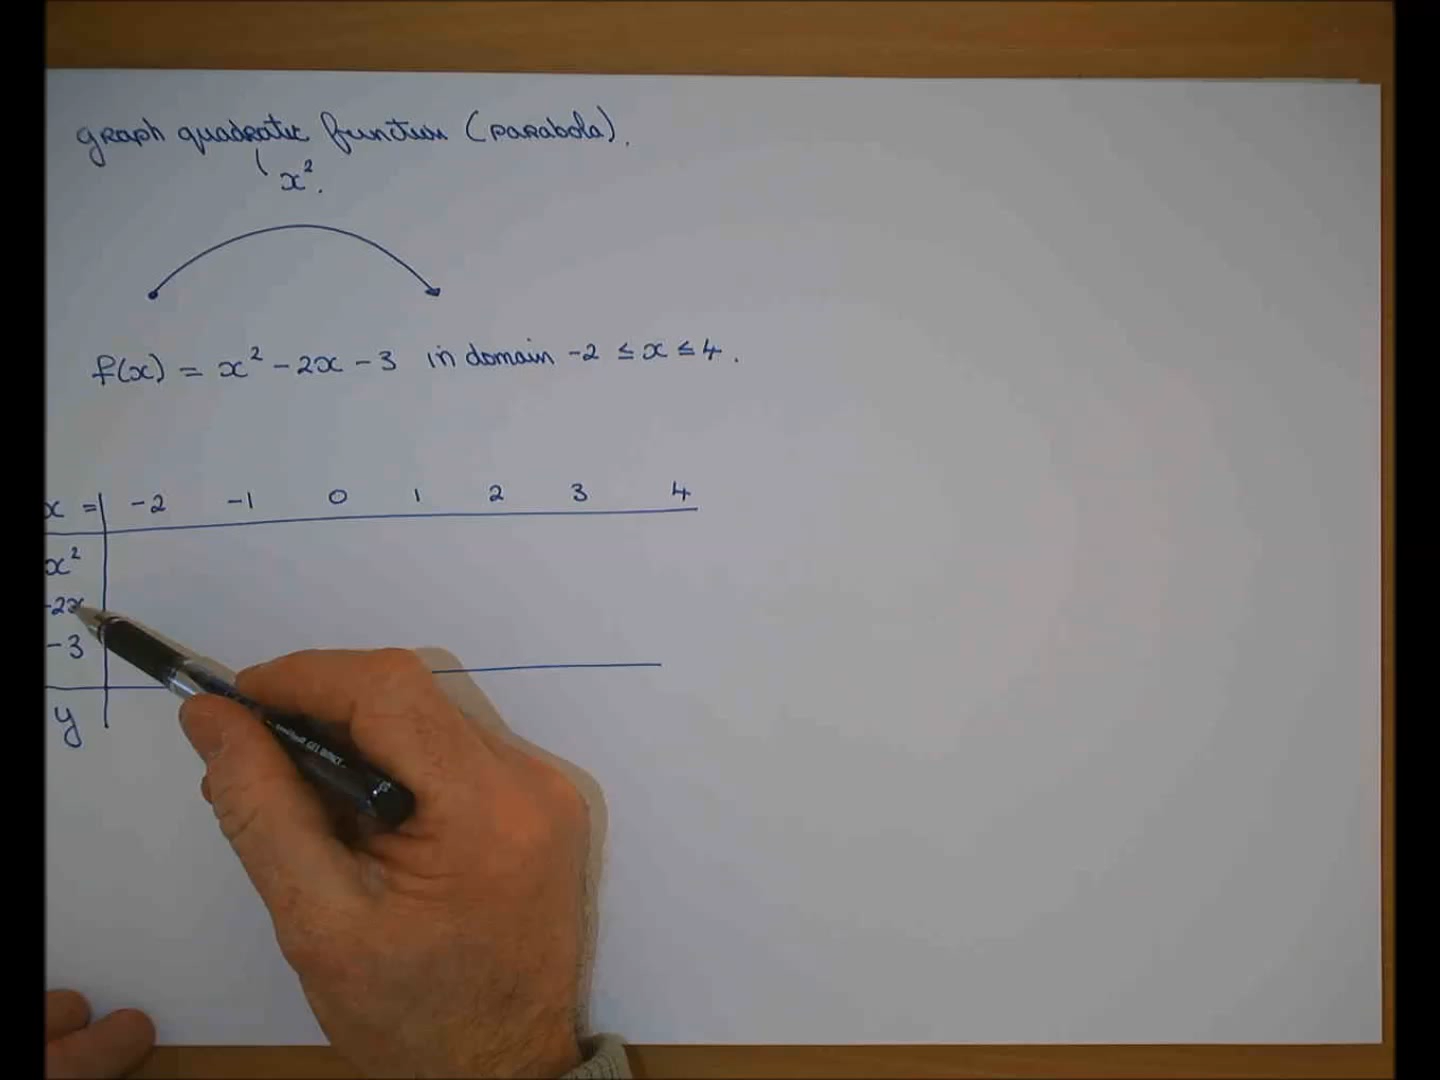 graph quadratic function (parabola).
x².
f(x) = x² - 2x - 3 in domain -2 ≤ x ≤ 4.
x = -2 -1 0 1 2 3 4
x²
-2x
-3
y